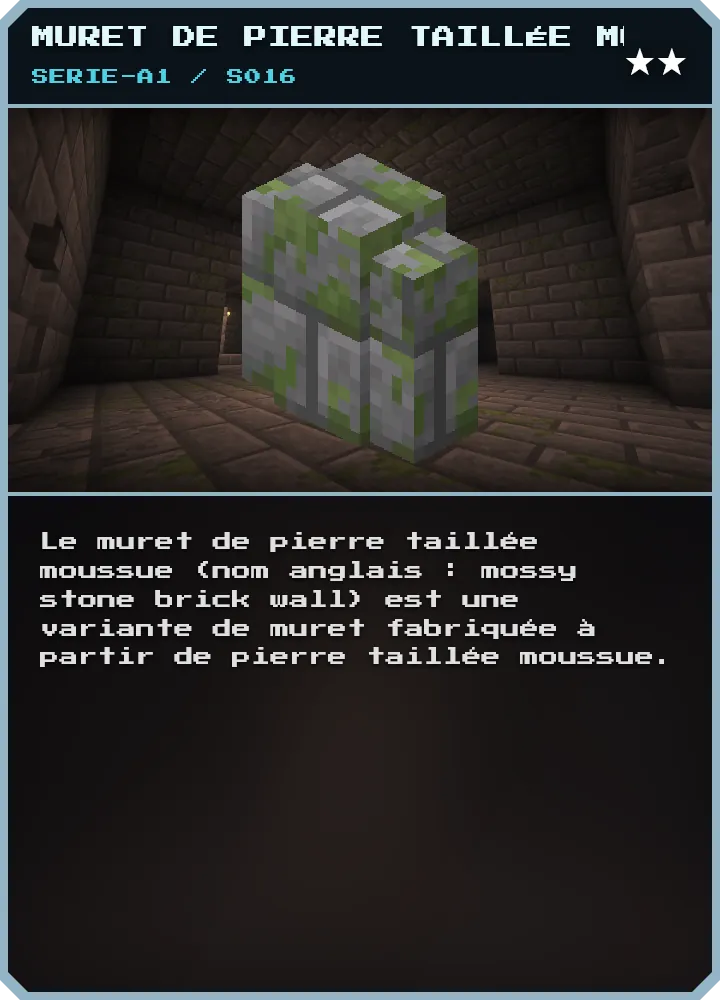 MURET DE PIERRE TAILLÉE M
SERIE-A1 / S016
★★
Le muret de pierre taillée
moussue (nom anglais : mossy
stone brick wall) est une
variante de muret fabriquée à
partir de pierre taillée moussue.